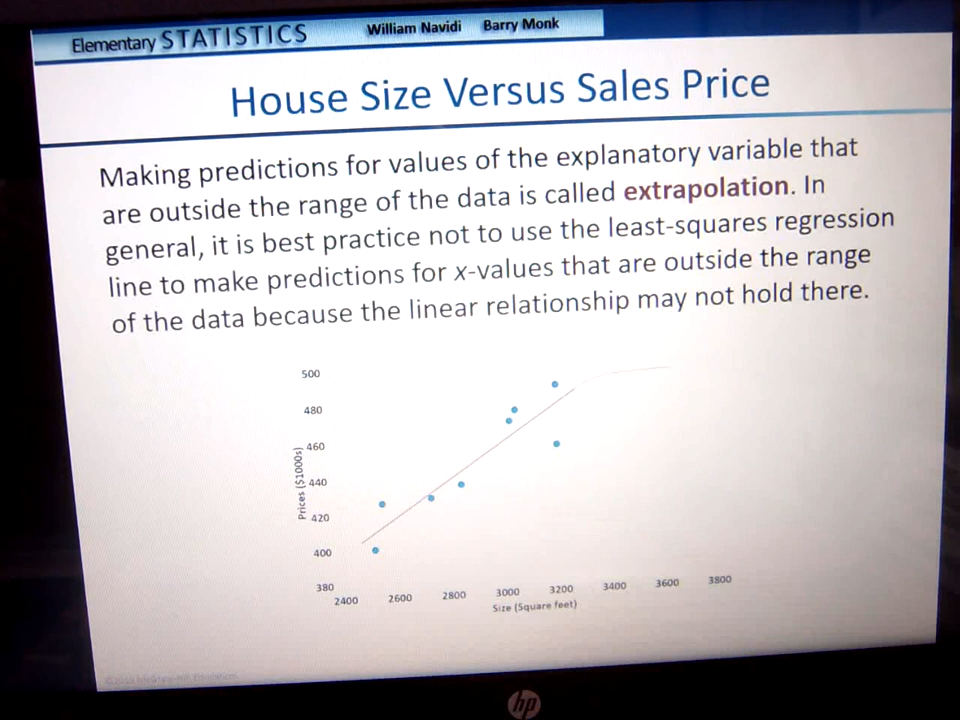 Elementary STATISTICS William Navidi Barry Monk
House Size Versus Sales Price
Making predictions for values of the explanatory variable that
are outside the range of the data is called extrapolation. In
general, it is best practice not to use the least-squares regression
line to make predictions for x-values that are outside the range
of the data because the linear relationship may not hold there.
500
480
460
440
420
400
380
Prices ($1000s)
2400 2600 2800 3000 3200 3400 3600 3800
Size (Square feet)
hp